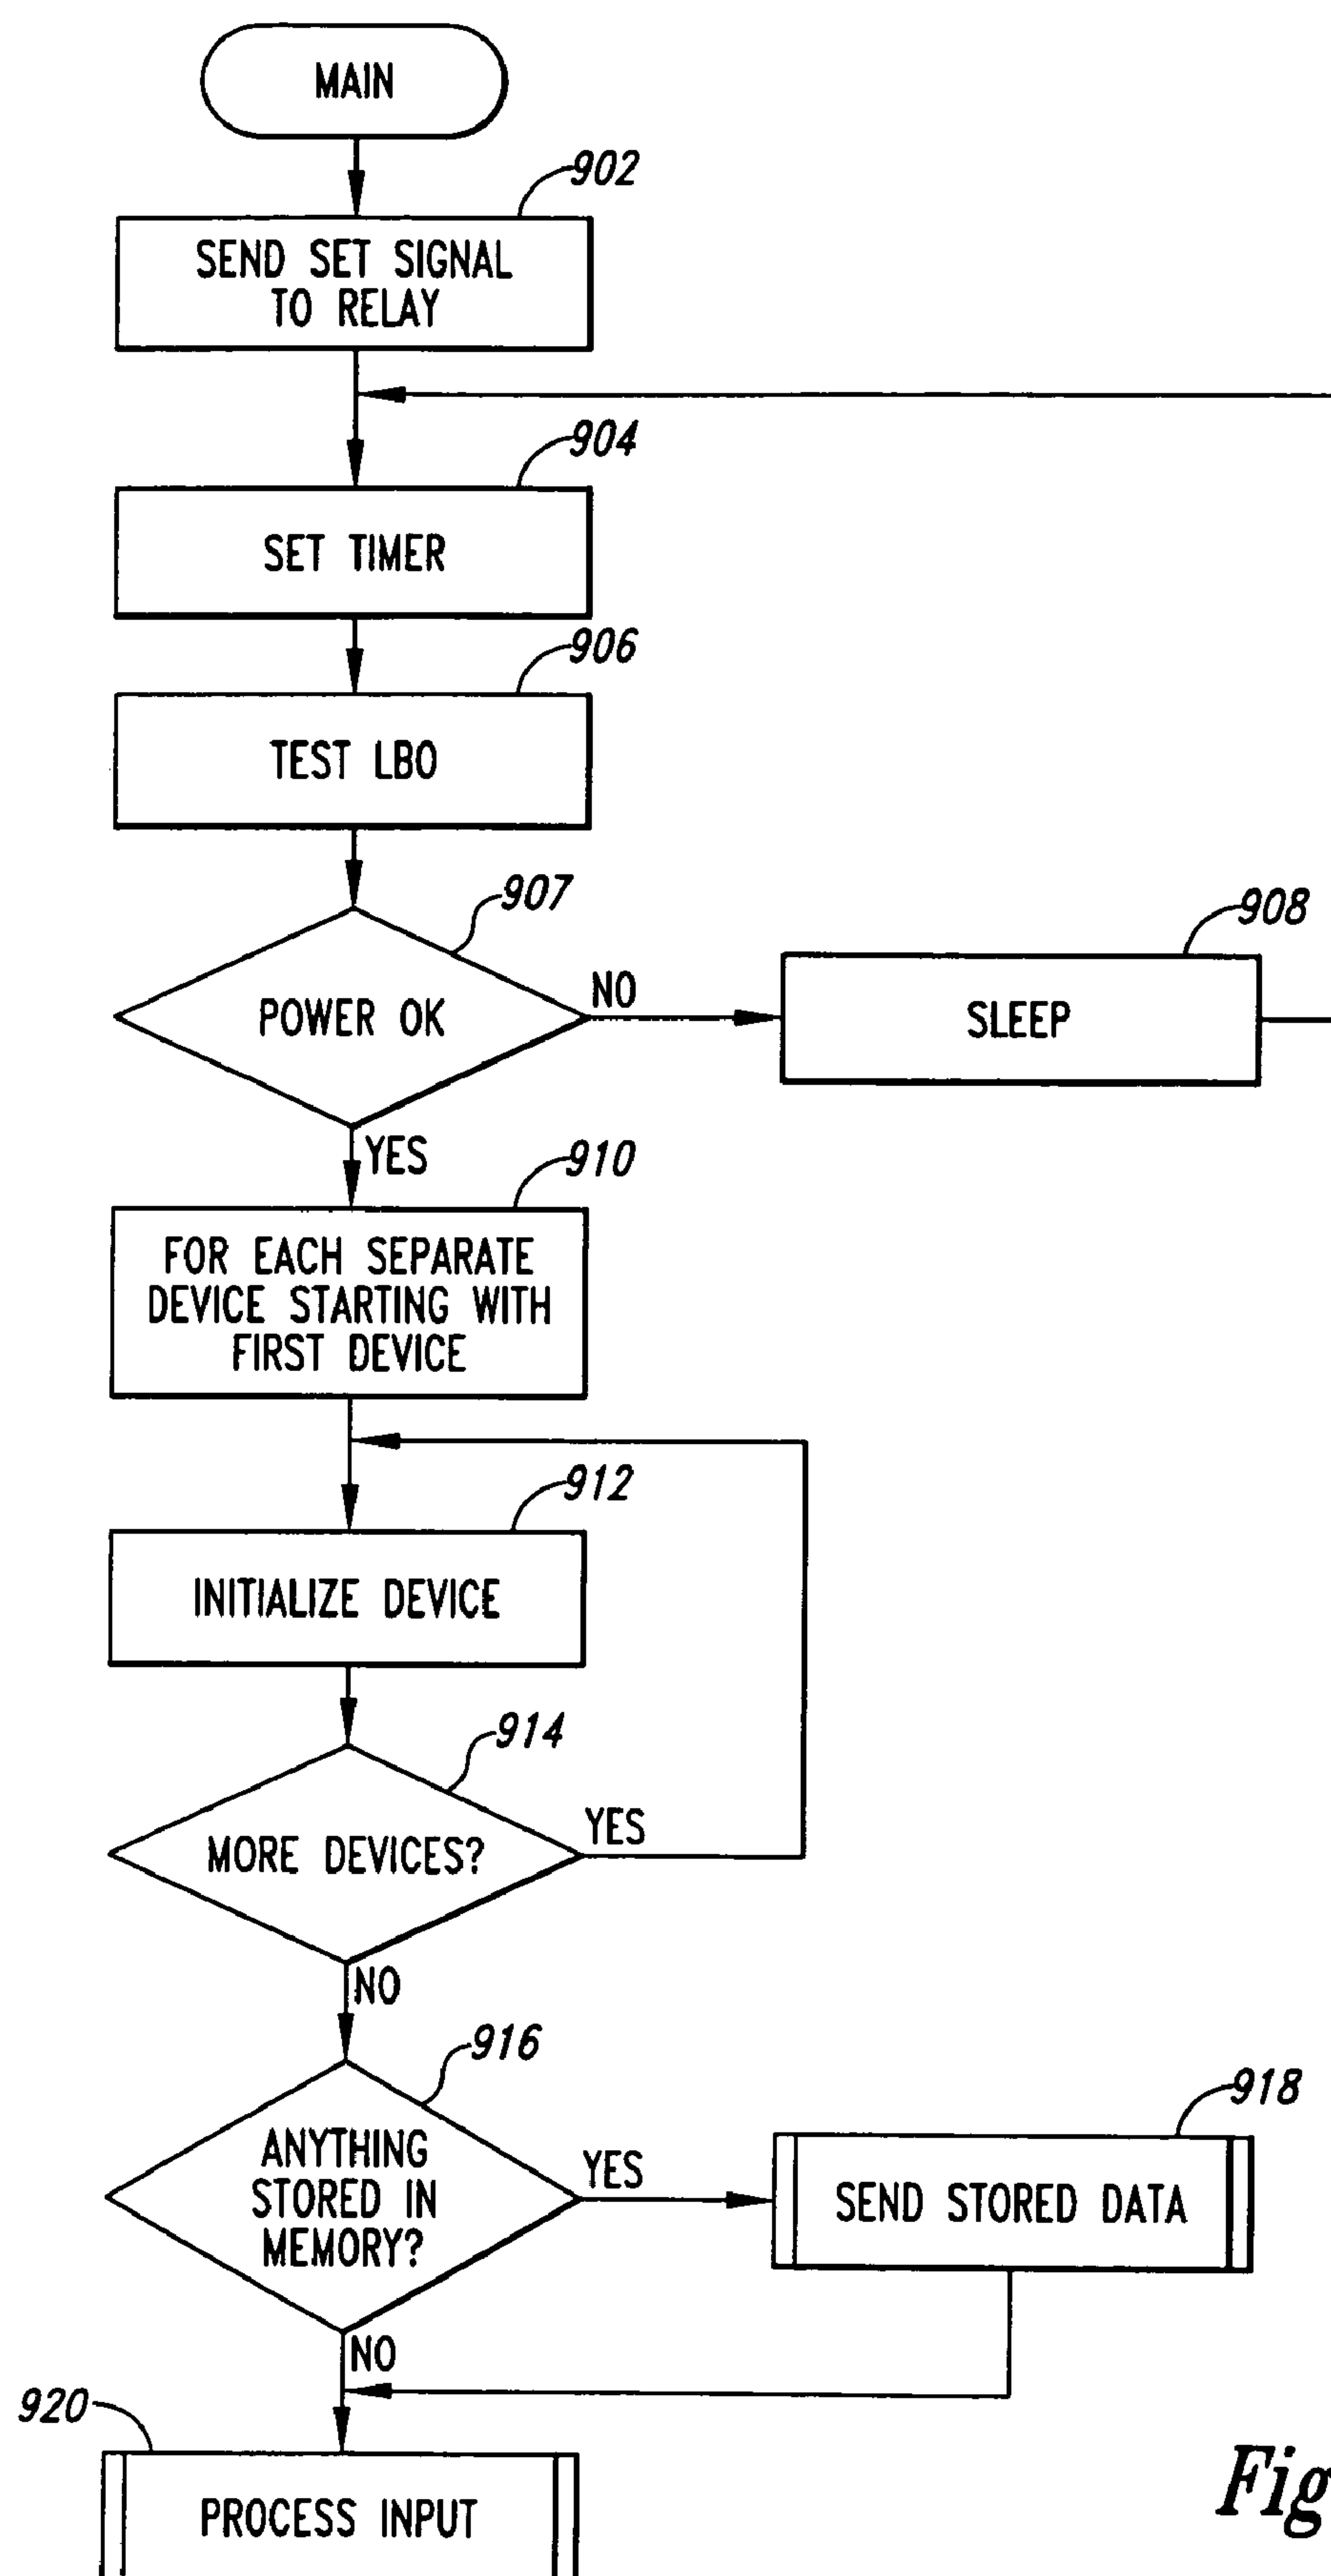 MAIN
902
SEND SET SIGNAL
TO RELAY
904
SET TIMER
906
TEST LBO
907
POWER OK
NO
908
SLEEP
YES
910
FOR EACH SEPARATE
DEVICE STARTING WITH
FIRST DEVICE
912
INITIALIZE DEVICE
914
MORE DEVICES?
YES
NO
916
ANYTHING
STORED IN
MEMORY?
YES
918
SEND STORED DATA
NO
920
PROCESS INPUT
Fig